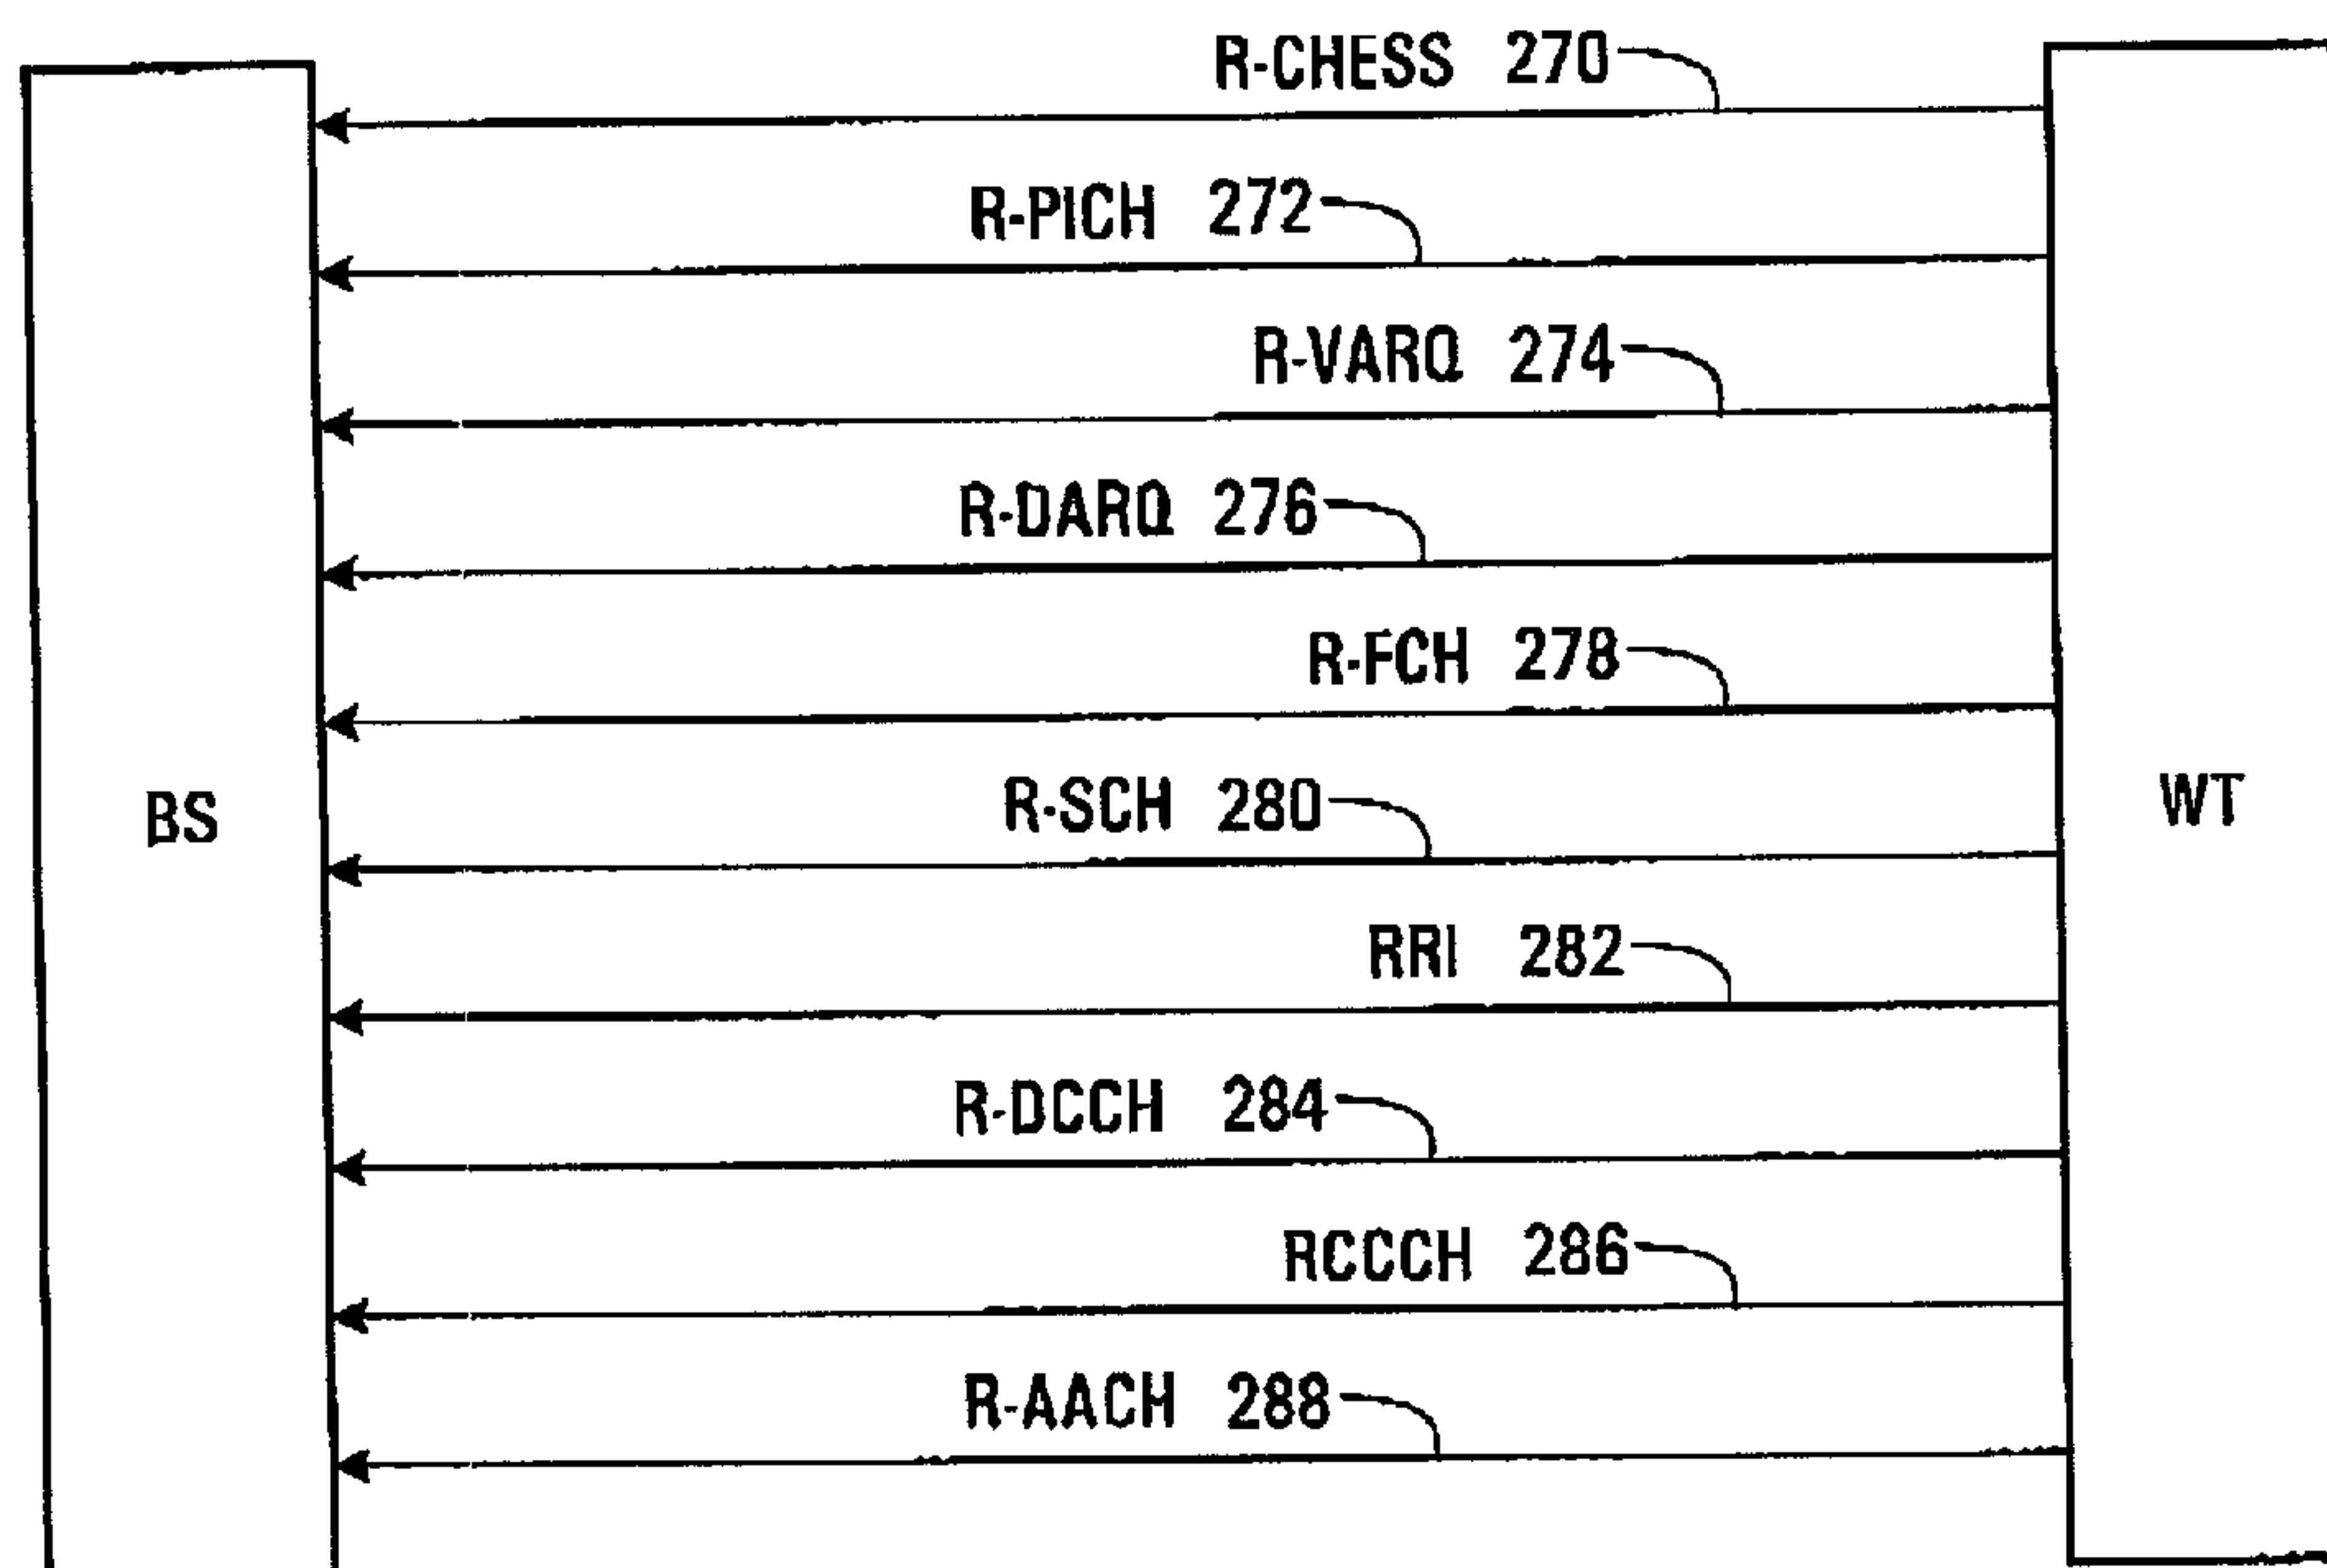 R-CHESS 270
R-PICH 272
R-VARQ 274
R-DARQ 276
R-FCH 278
R-SCH 280
BS
WT
RRI 282
R-DCCH 284
RCCCH 286
R-AACH 288